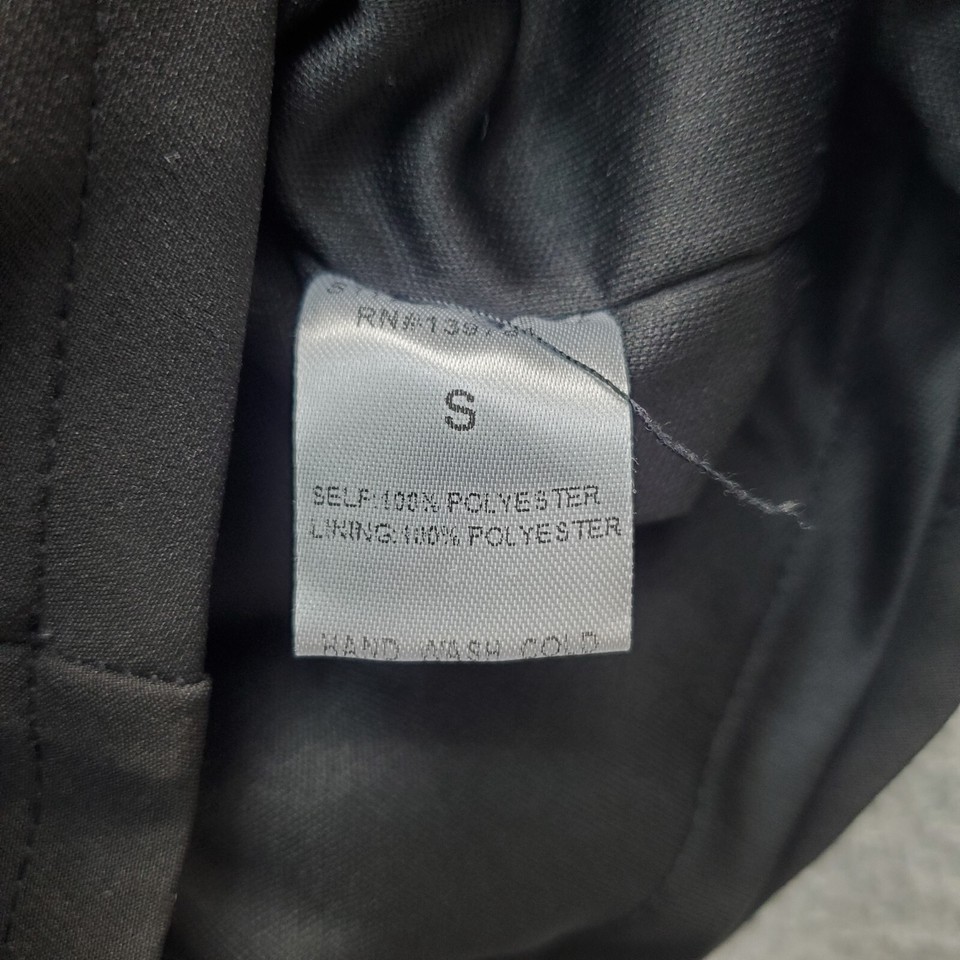 S
SELF:100% POLYESTER
LINING:100% POLYESTER
HAND WASH COLD